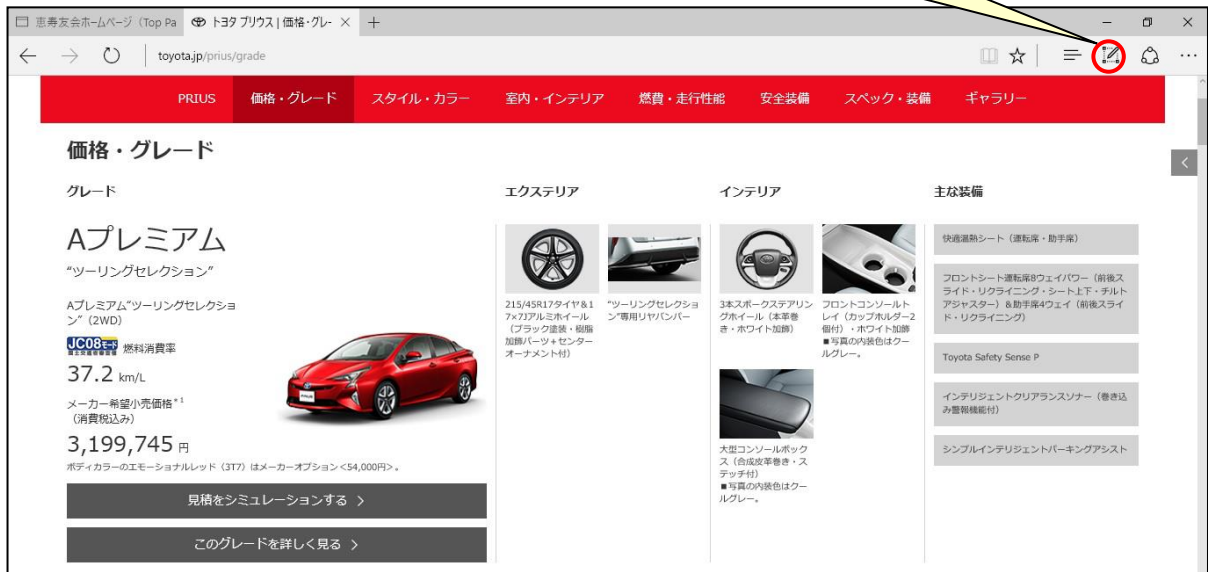 恵寿友会ホームページ（Top Pa
トヨタ プリウス | 価格・グレ-
toyota.jp/prius/grade
PRIUS
価格・グレード
スタイル・カラー
室内・インテリア
燃費・走行性能
安全装備
スペック・装備
ギャラリー
価格・グレード
グレード
Aプレミアム
“ツーリングセレクション”
Aプレミアム“ツーリングセレクショ
ン”（2WD）
JC08モード 燃料消費率
37.2 km/L
メーカー希望小売価格*1
（消費税込み）
3,199,745 円
ボディカラーのエモーショナルレッド（3T7）はメーカーオプション<54,000円>。
見積をシミュレーションする
このグレードを詳しく見る
エクステリア
215/45R17タイヤ&1
7×7Jアルミホイール
（ブラック塗装・樹脂
加飾パーツ+センター
オーナメント付）
“ツーリングセレクショ
ン”専用リヤバンパー
インテリア
3本スポークステアリン
グホイール（本革巻
き・ホワイト加飾）
フロントコンソールト
レイ（カップホルダー2
個付）・ホワイト加飾
■写真の内装色はクー
ルグレー。
大型コンソールボック
ス（合成皮革巻き・ス
テッチ付）
■写真の内装色はクー
ルグレー。
主な装備
快適温熱シート（運転席・助手席）
フロントシート運転席8ウェイパワー（前後ス
ライド・リクライニング・シート上下・チルト
アジャスター）&助手席4ウェイ（前後スライ
ド・リクライニング）
Toyota Safety Sense P
インテリジェントクリアランスソナー（巻き込
み警報機能付）
シンプルインテリジェントパーキングアシスト